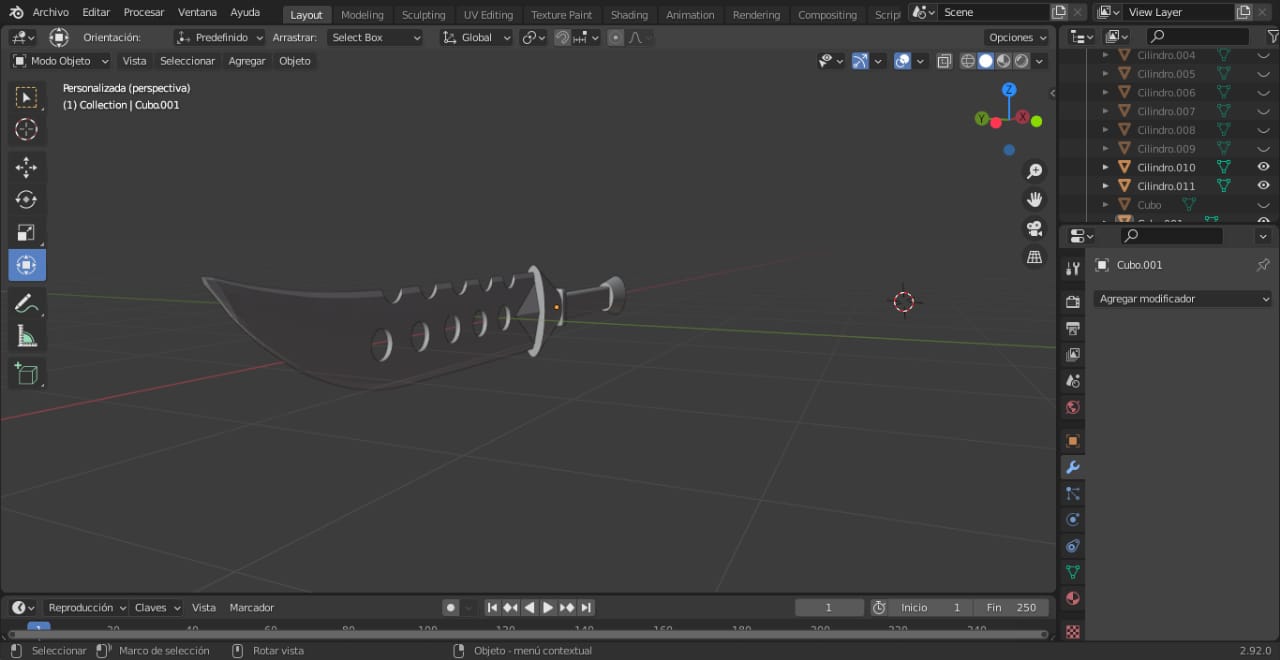 Archivo Editar Procesar Ventana Ayuda Layout Modeling Sculpting UV Editing Texture Paint Shading Animation Rendering Compositing Scrip Scene View Layer
Orientación: Predefinido Arrastrar: Select Box Global Opciones
Modo Objeto Vista Seleccionar Agregar Objeto
Personalizada (perspectiva)
(1) Collection | Cubo.001
Z
Y
X
Cilindro.004
Cilindro.005
Cilindro.006
Cilindro.007
Cilindro.008
Cilindro.009
Cilindro.010
Cilindro.011
Cubo
Cubo.001
Agregar modificador
Reproducción Claves Vista Marcador 1 Inicio 1 Fin 250
1 20 40 60 80 100 120 140 160 180 200 220 240
Seleccionar Marco de selección Rotar vista Objeto - menú contextual 2.92.0